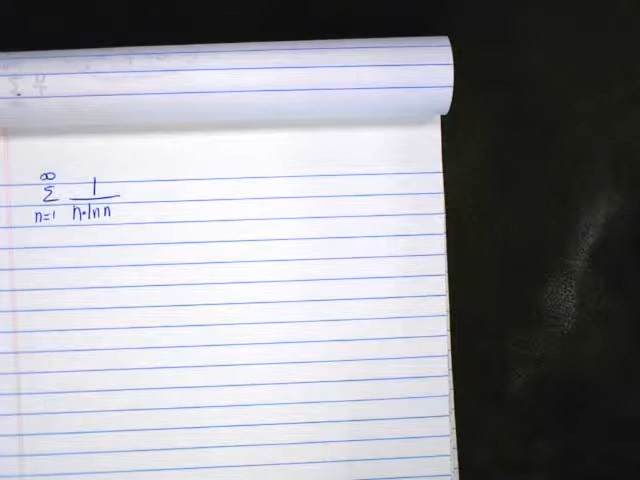 ∞
Σ 1/(n·ln n)
n=1